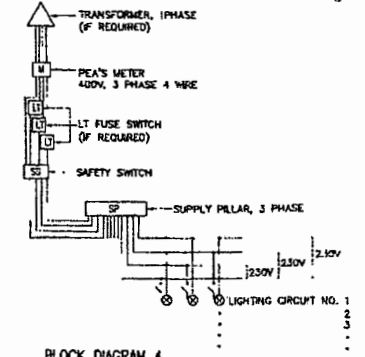 TRANSFORMER, 1PHASE
(IF REQUIRED)
M
PEA'S METER
400V, 3 PHASE 4 WIRE
LT
LT
LT
LT FUSE SWITCH
(IF REQUIRED)
SAFETY SWITCH
SP
SUPPLY PILLAR, 3 PHASE
230V
230V
230V
LIGHTING CIRCUIT NO. 1
2
3
BLOCK DIAGRAM 4